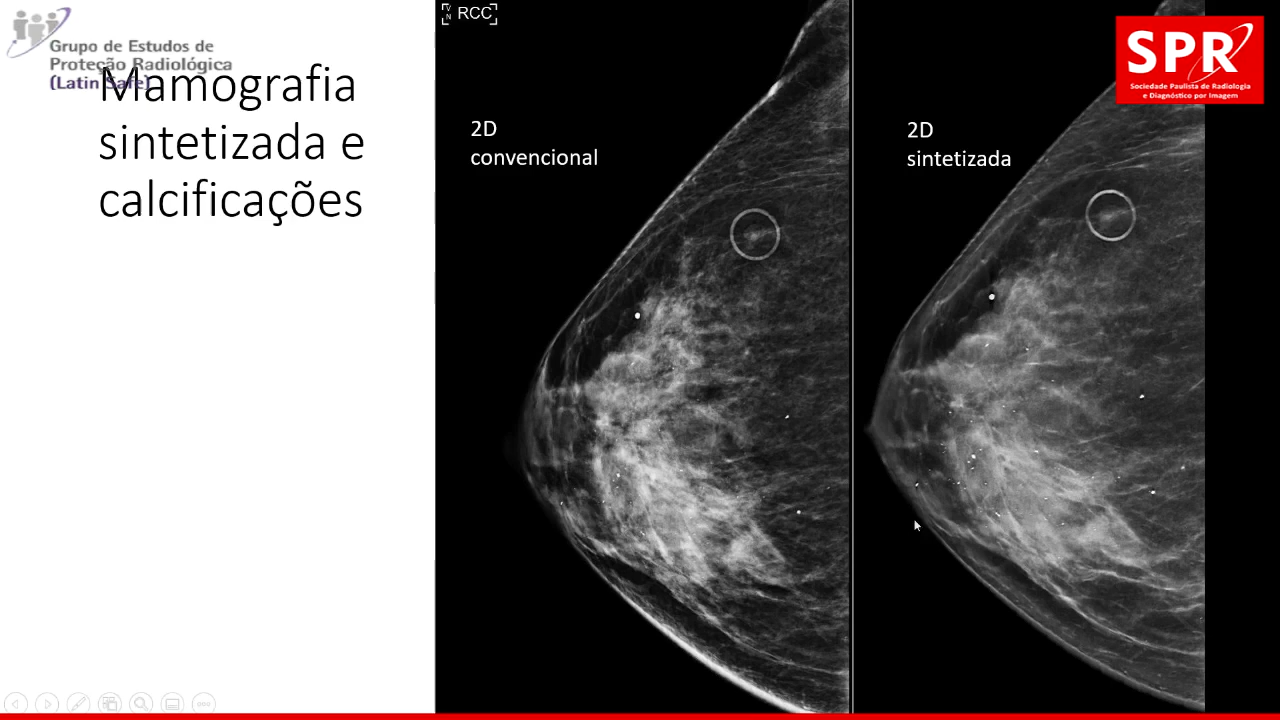 Grupo de Estudos de
Proteção Radiológica
(Latin Safe)
Mamografia
sintetizada e
calcificações
RCC
2D
convencional
2D
sintetizada
SPR
Sociedade Paulista de Radiologia
e Diagnóstico por Imagem